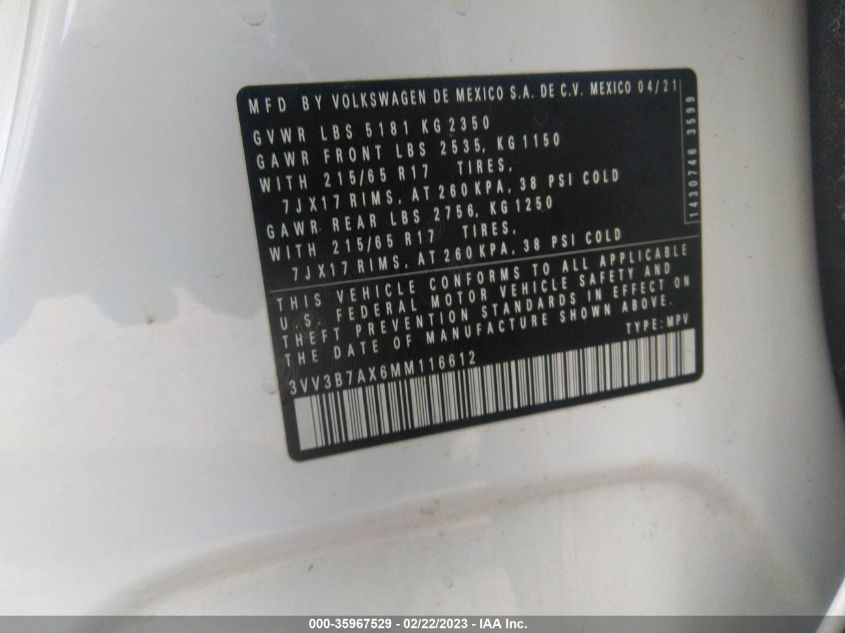 MFD BY VOLKSWAGEN DE MEXICO S.A. DE C.V. MEXICO 04/21
GVWR LBS 5181 KG 2350
GAWR FRONT LBS 2535, KG 1150
WITH 215/65 R17 TIRES,
7JX17 RIMS, AT 260 KPA, 38 PSI COLD
GAWR REAR LBS 2756, KG 1250
WITH 215/65 R17 TIRES,
7JX17 RIMS, AT 260 KPA, 38 PSI COLD
1430746 3599
THIS VEHICLE CONFORMS TO ALL APPLICABLE
U.S. FEDERAL MOTOR VEHICLE SAFETY AND
THEFT PREVENTION STANDARDS IN EFFECT ON
THE DATE OF MANUFACTURE SHOWN ABOVE.
TYPE: MPV
3VV3B7AX6MM116612
000-35967529 - 02/22/2023 - IAA Inc.